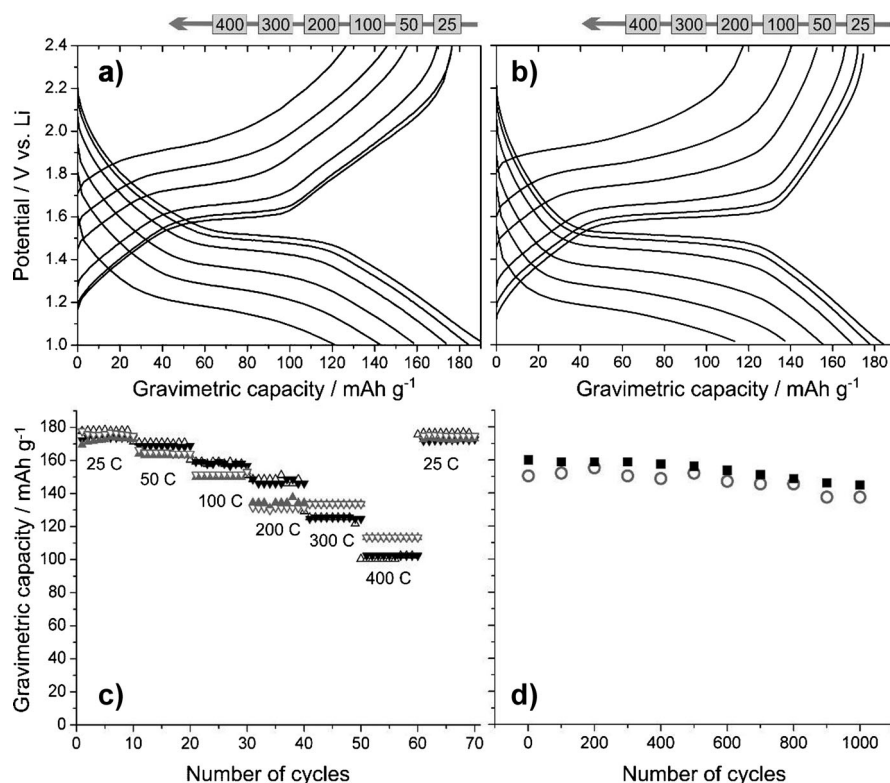 400 300 200 100 50 25
400 300 200 100 50 25
a)
b)
Potential / V vs. Li
2.4
2.2
2.0
1.8
1.6
1.4
1.2
1.0
0 20 40 60 80 100 120 140 160 180
0 20 40 60 80 100 120 140 160 180
Gravimetric capacity / mAh g-1
Gravimetric capacity / mAh g-1
Gravimetric capacity / mAh g-1
180
160
140
120
100
80
60
40
20
0
25 C
50 C
100 C
200 C
300 C
400 C
25 C
c)
d)
0 10 20 30 40 50 60 70
0 200 400 600 800 1000
Number of cycles
Number of cycles